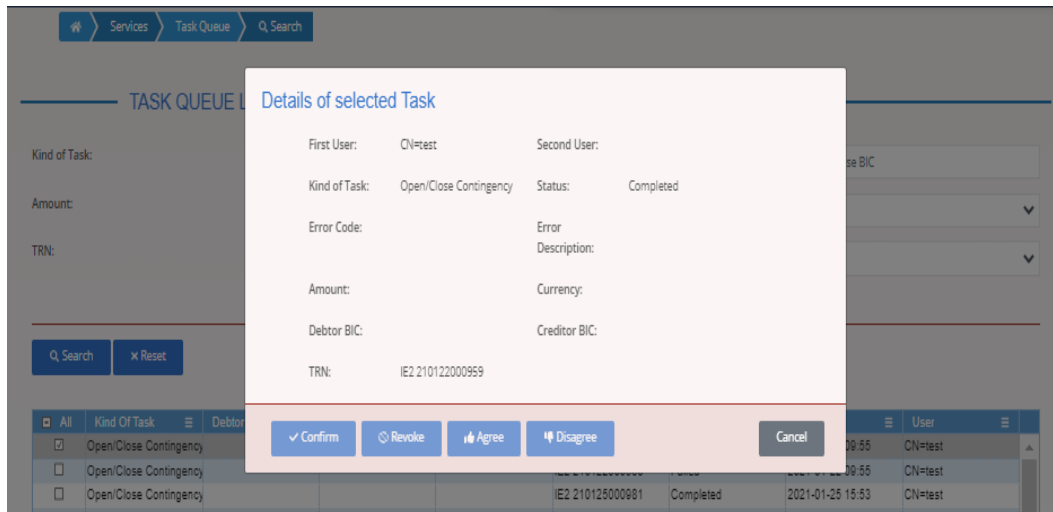 Services Task Queue Search
TASK QUEUE L
Details of selected Task
First User: CN=test Second User:
Kind of Task: Kind of Task: Open/Close Contingency Status: Completed
se BIC
Amount: Error Code: Error
Description:
TRN:
Amount: Currency:
Debtor BIC: Creditor BIC:
Search Reset
TRN: IE2 210122000959
All Kind Of Task Debtor User
Confirm Revoke Agree Disagree Cancel
Open/Close Contingency 09:55 CN=test
Open/Close Contingency 09:55 CN=test
Open/Close Contingency IE2 210125000981 Completed 2021-01-25 15:53 CN=test